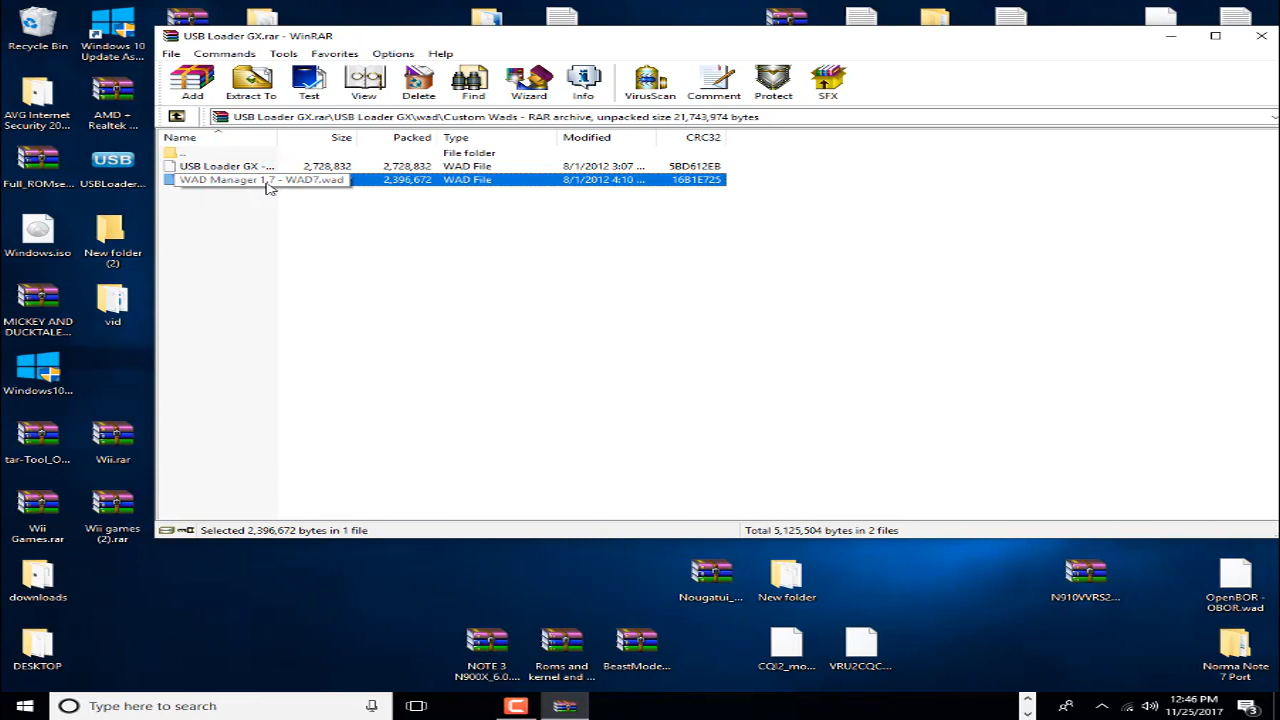 USB Loader GX.rar - WinRAR
File Commands Tools Favorites Options Help
Add Extract To Test View Delete Find Wizard Info VirusScan Comment Protect SFX
USB Loader GX.rar\USB Loader GX\wad\Custom Wads - RAR archive, unpacked size 21,743,974 bytes
Name Size Packed Type Modified CRC32
.. File folder
USB Loader GX -... 2,728,832 2,728,832 WAD File 8/1/2012 3:07 ... 5BD612EB
WAD Manager 1.7 - WAD7.wad 2,396,672 WAD File 8/1/2012 4:10 ... 16B1E725
Selected 2,396,672 bytes in 1 file
Total 5,125,504 bytes in 2 files
Recycle Bin
Windows 10
Update As...
AVG Internet
Security 20...
AMD +
Realtek ...
Full_ROMse...
USB
USBLoader...
Windows.iso
New folder
(2)
MICKEY AND
DUCKTALE...
vid
Windows10...
tar-Tool_O...
Wii.rar
Wii
Games.rar
Wii games
(2).rar
downloads
Nougatui_...
New folder
N910VVRS2...
OpenBOR -
OBOR.wad
DESKTOP
NOTE 3
N900X_6.0....
Roms and
kernel and ...
BeastMode...
CQI2_mo...
VRU2CQC...
Norma Note
7 Port
Type here to search
12:46 PM
11/25/2017
3